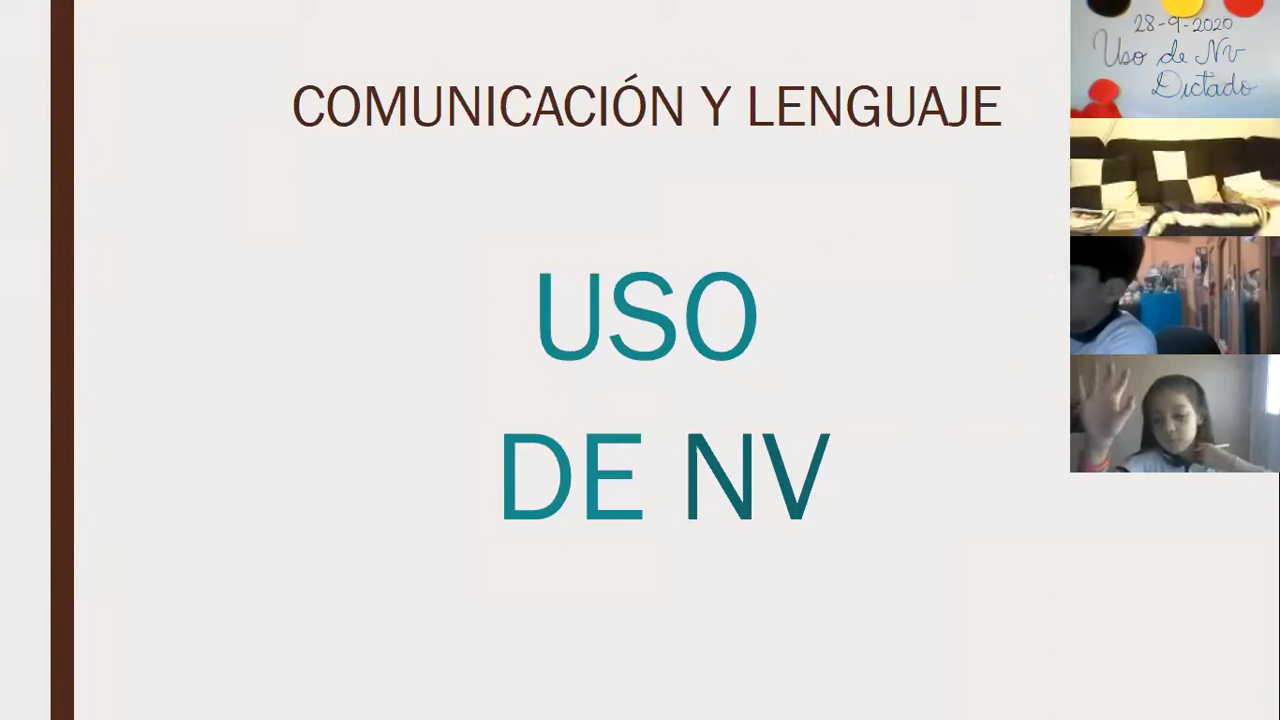 COMUNICACIÓN Y LENGUAJE
USO
DE NV
28-9-2020
Uso de Nv
Dictado